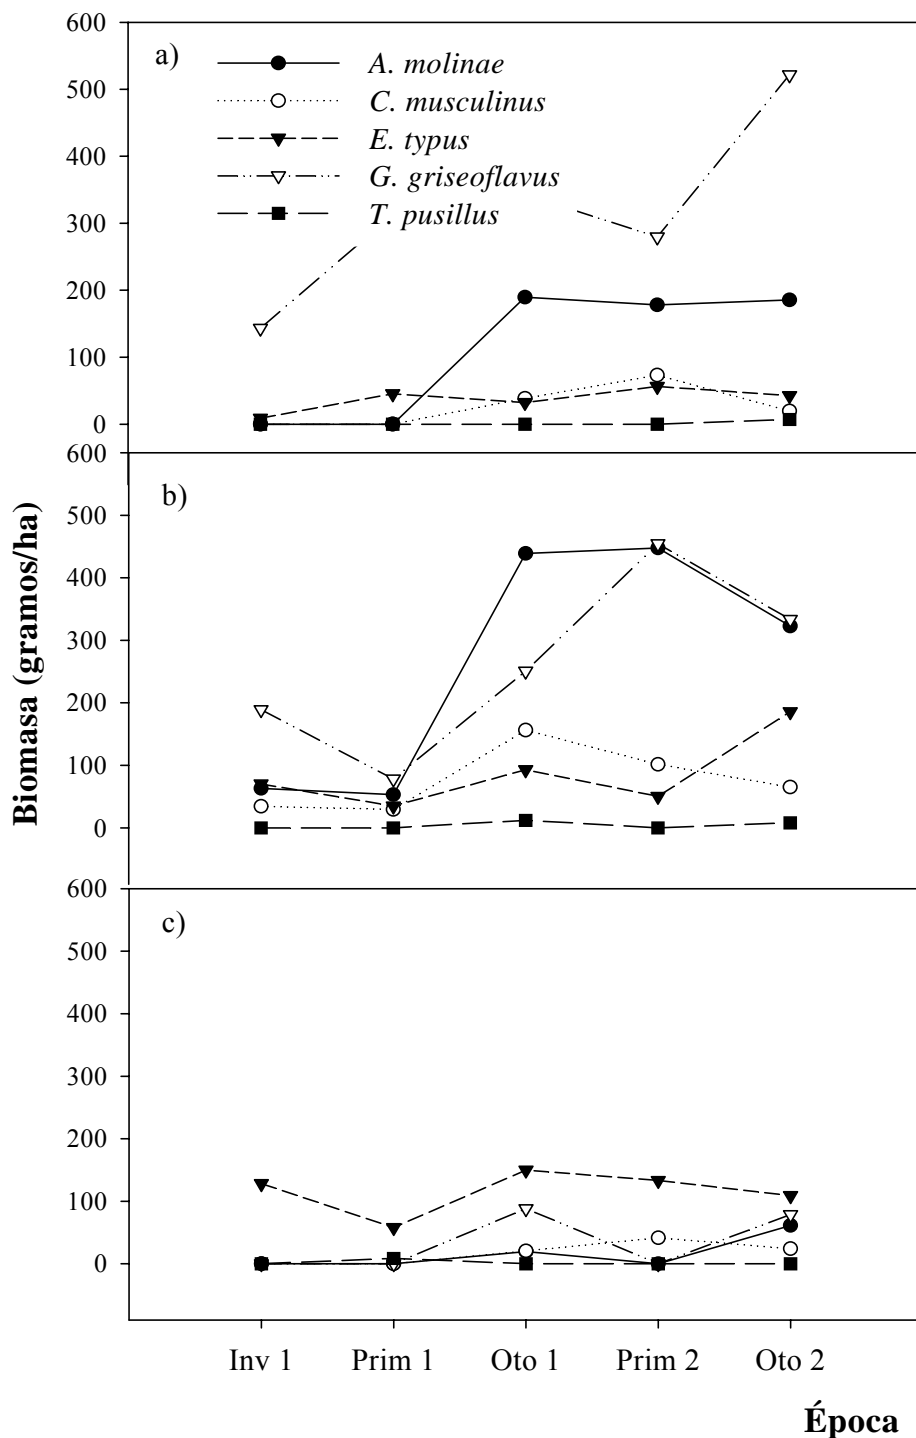 600
a)
A. molinae
500
C. musculinus
E. typus
400
G. griseoflavus
300
T. pusillus
200
100
0
600
b)
500
400
300
200
100
0
600
c)
500
400
300
200
100
0
Biomasa (gramos/ha)
Inv 1 Prim 1 Oto 1 Prim 2 Oto 2
Época